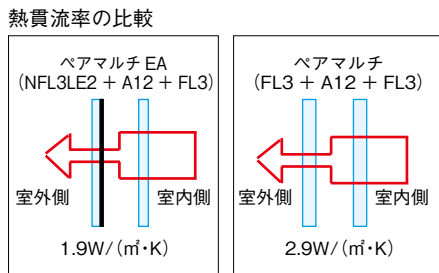 熱貫流率の比較
ペアマルチEA
(NFL3LE2 + A12 + FL3)
室外側
室内側
1.9W/(㎡・K)
ペアマルチ
(FL3 + A12 + FL3)
室外側
室内側
2.9W/(㎡・K)